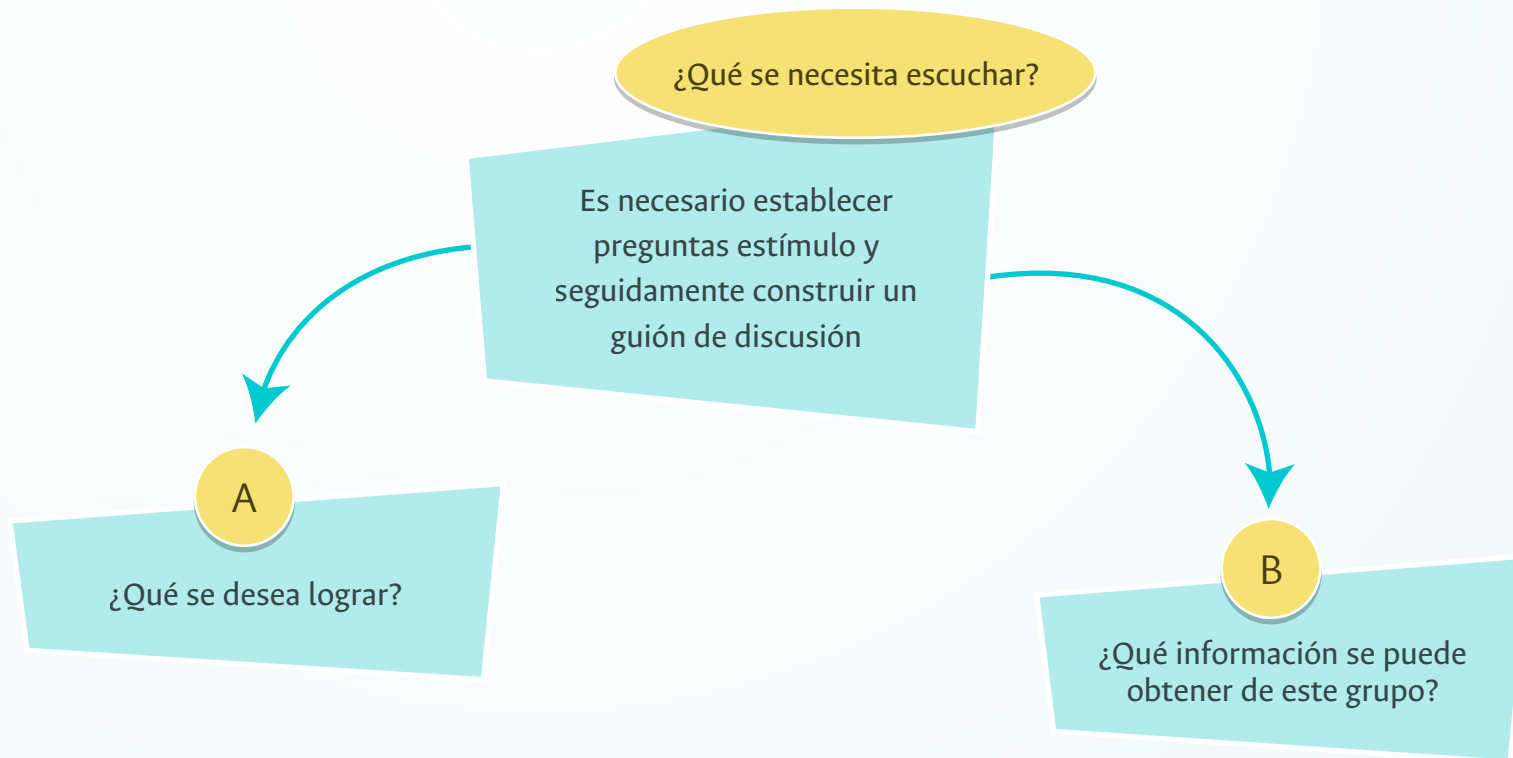 ¿Qué se necesita escuchar?
Es necesario establecer
preguntas estímulo y
seguidamente construir un
guión de discusión
A
¿Qué se desea lograr?
B
¿Qué información se puede
obtener de este grupo?